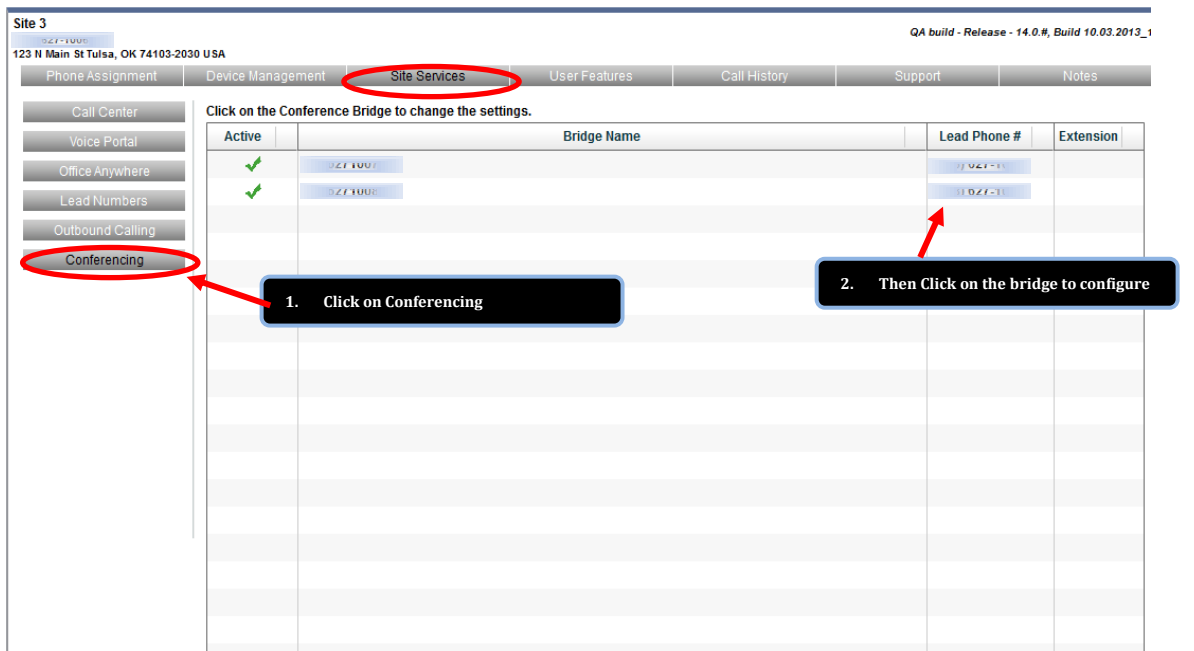 Site 3
QA build - Release - 14.0.#, Build 10.03.2013_1
123 N Main St Tulsa, OK 74103-2030 USA
Phone Assignment Device Management Site Services User Features Call History Support Notes
Call Center
Voice Portal
Office Anywhere
Lead Numbers
Outbound Calling
Conferencing
Click on the Conference Bridge to change the settings.
Active Bridge Name Lead Phone # Extension
1. Click on Conferencing
2. Then Click on the bridge to configure